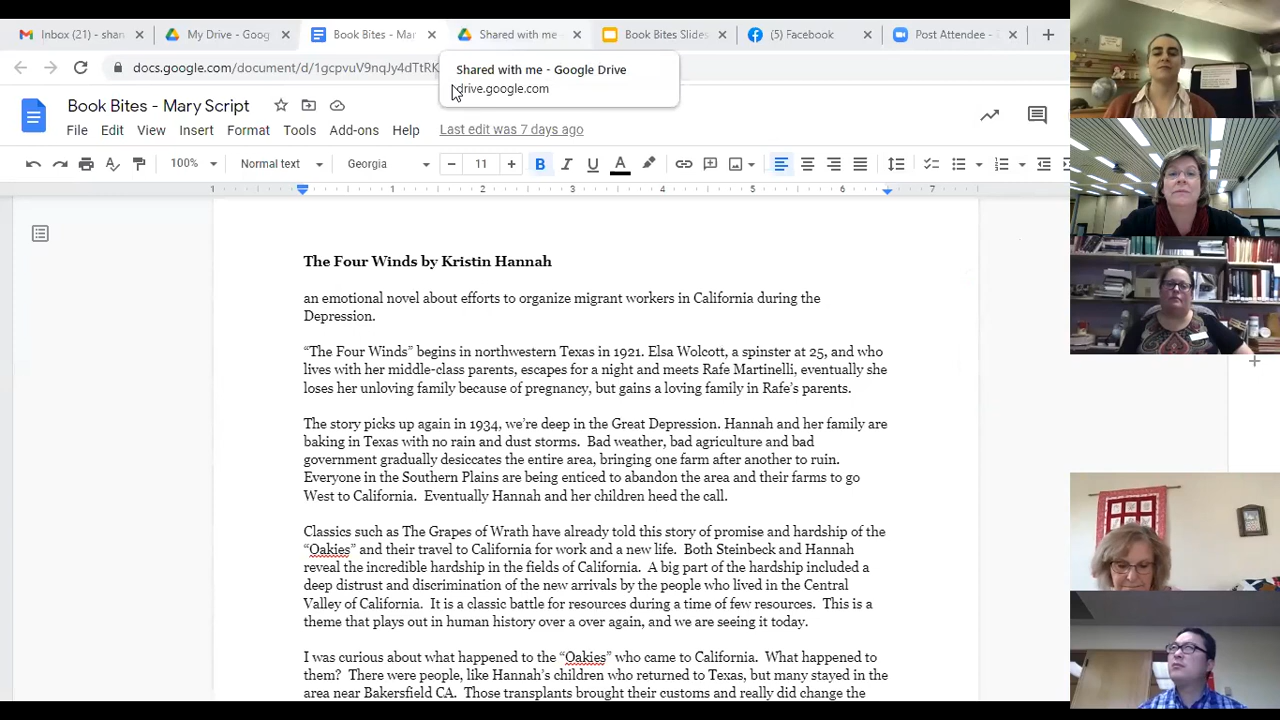 Inbox (21) - shan
My Drive - Goog
Book Bites - Mar
Shared with me -
Book Bites Slides
(5) Facebook
Post Attendee -
docs.google.com/document/d/1gcpvuV9nqJy4dTtRK
Shared with me - Google Drive
drive.google.com
Book Bites - Mary Script
File Edit View Insert Format Tools Add-ons Help Last edit was 7 days ago
100% Normal text Georgia 11 B I U A
1 1 2 3 4 5 6 7
The Four Winds by Kristin Hannah
an emotional novel about efforts to organize migrant workers in California during the
Depression.
“The Four Winds” begins in northwestern Texas in 1921. Elsa Wolcott, a spinster at 25, and who
lives with her middle-class parents, escapes for a night and meets Rafe Martinelli, eventually she
loses her unloving family because of pregnancy, but gains a loving family in Rafe’s parents.
The story picks up again in 1934, we’re deep in the Great Depression. Hannah and her family are
baking in Texas with no rain and dust storms. Bad weather, bad agriculture and bad
government gradually desiccates the entire area, bringing one farm after another to ruin.
Everyone in the Southern Plains are being enticed to abandon the area and their farms to go
West to California. Eventually Hannah and her children heed the call.
Classics such as The Grapes of Wrath have already told this story of promise and hardship of the
“Oakies” and their travel to California for work and a new life. Both Steinbeck and Hannah
reveal the incredible hardship in the fields of California. A big part of the hardship included a
deep distrust and discrimination of the new arrivals by the people who lived in the Central
Valley of California. It is a classic battle for resources during a time of few resources. This is a
theme that plays out in human history over a over again, and we are seeing it today.
I was curious about what happened to the “Oakies” who came to California. What happened to
them? There were people, like Hannah’s children who returned to Texas, but many stayed in the
area near Bakersfield CA. Those transplants brought their customs and really did change the